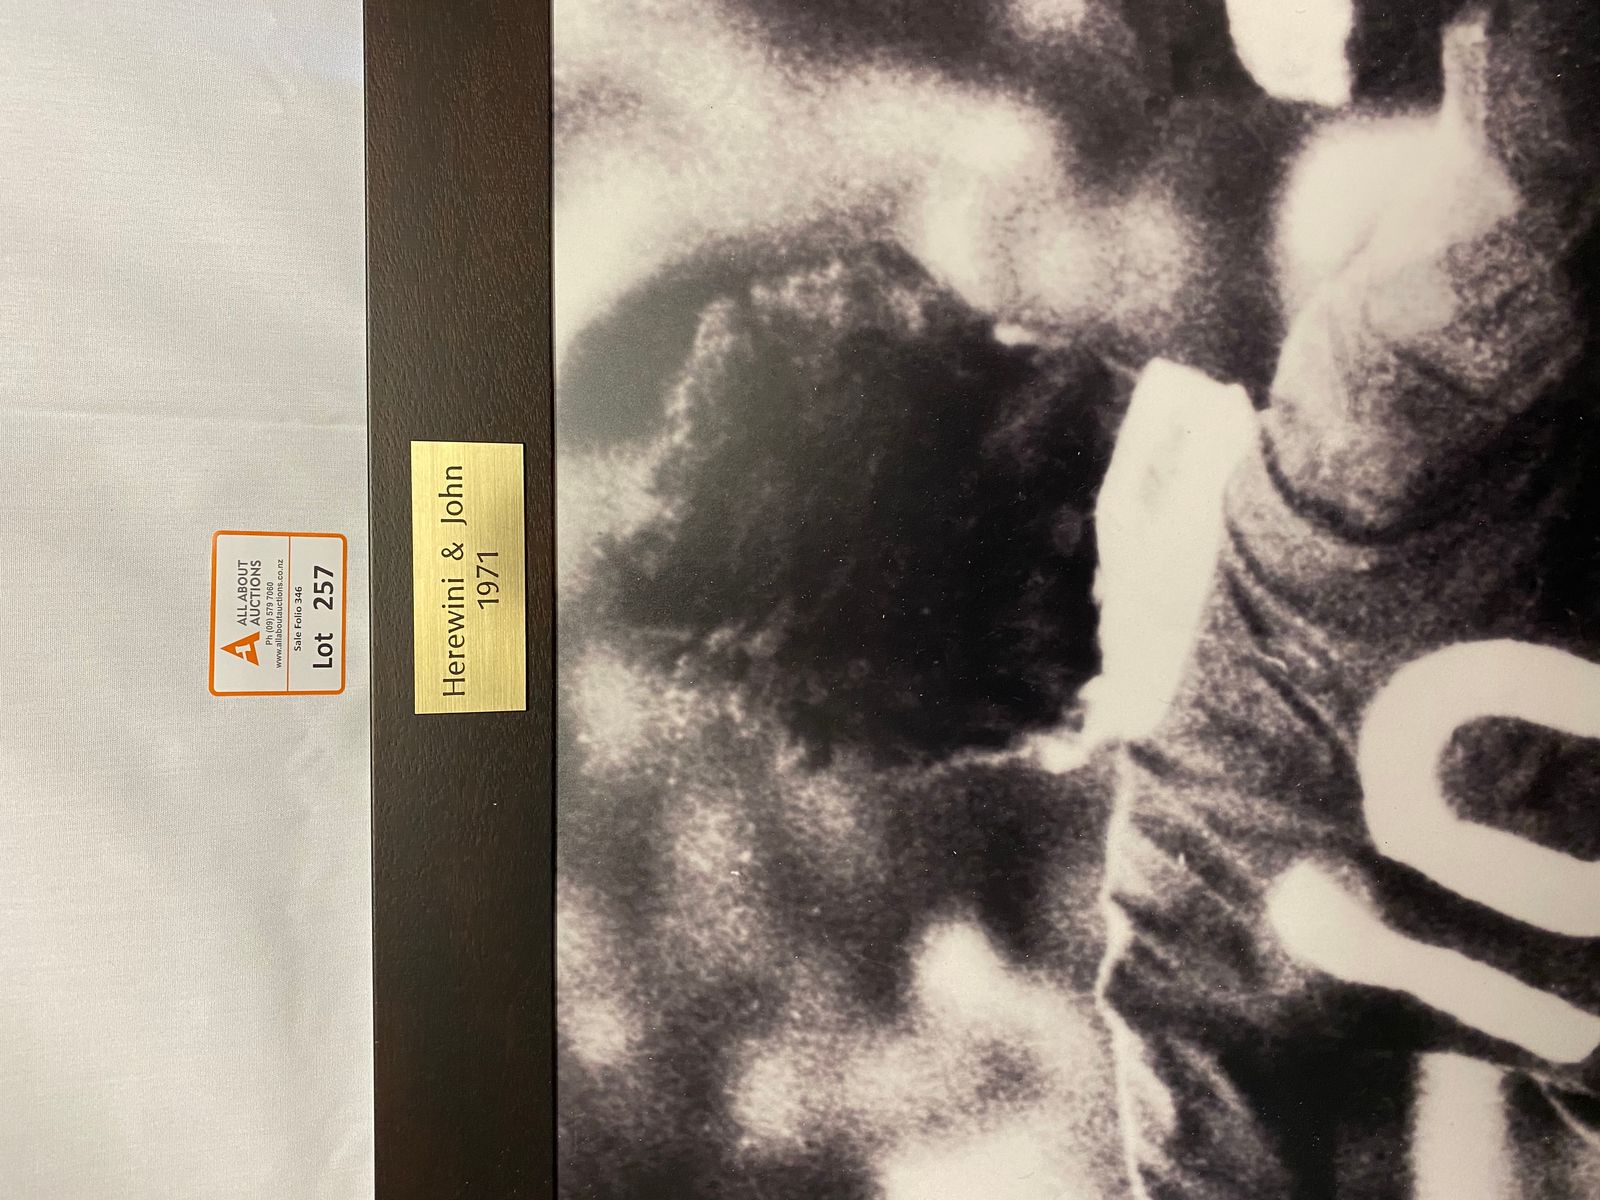 ALL ABOUT
AUCTIONS
Ph (09) 579 7060
www.allaboutauctions.co.nz
Sale Folio 346
Lot 257
Herewini & John
1971